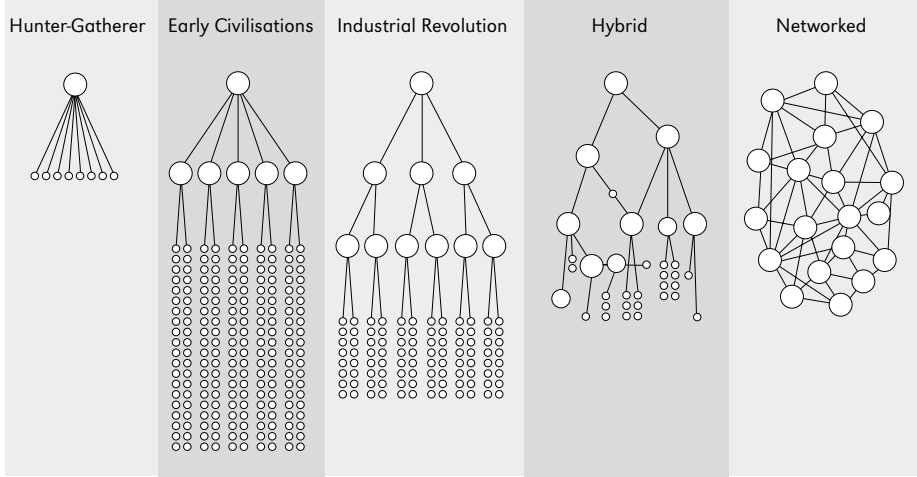 Hunter-Gatherer
Early Civilisations
Industrial Revolution
Hybrid
Networked